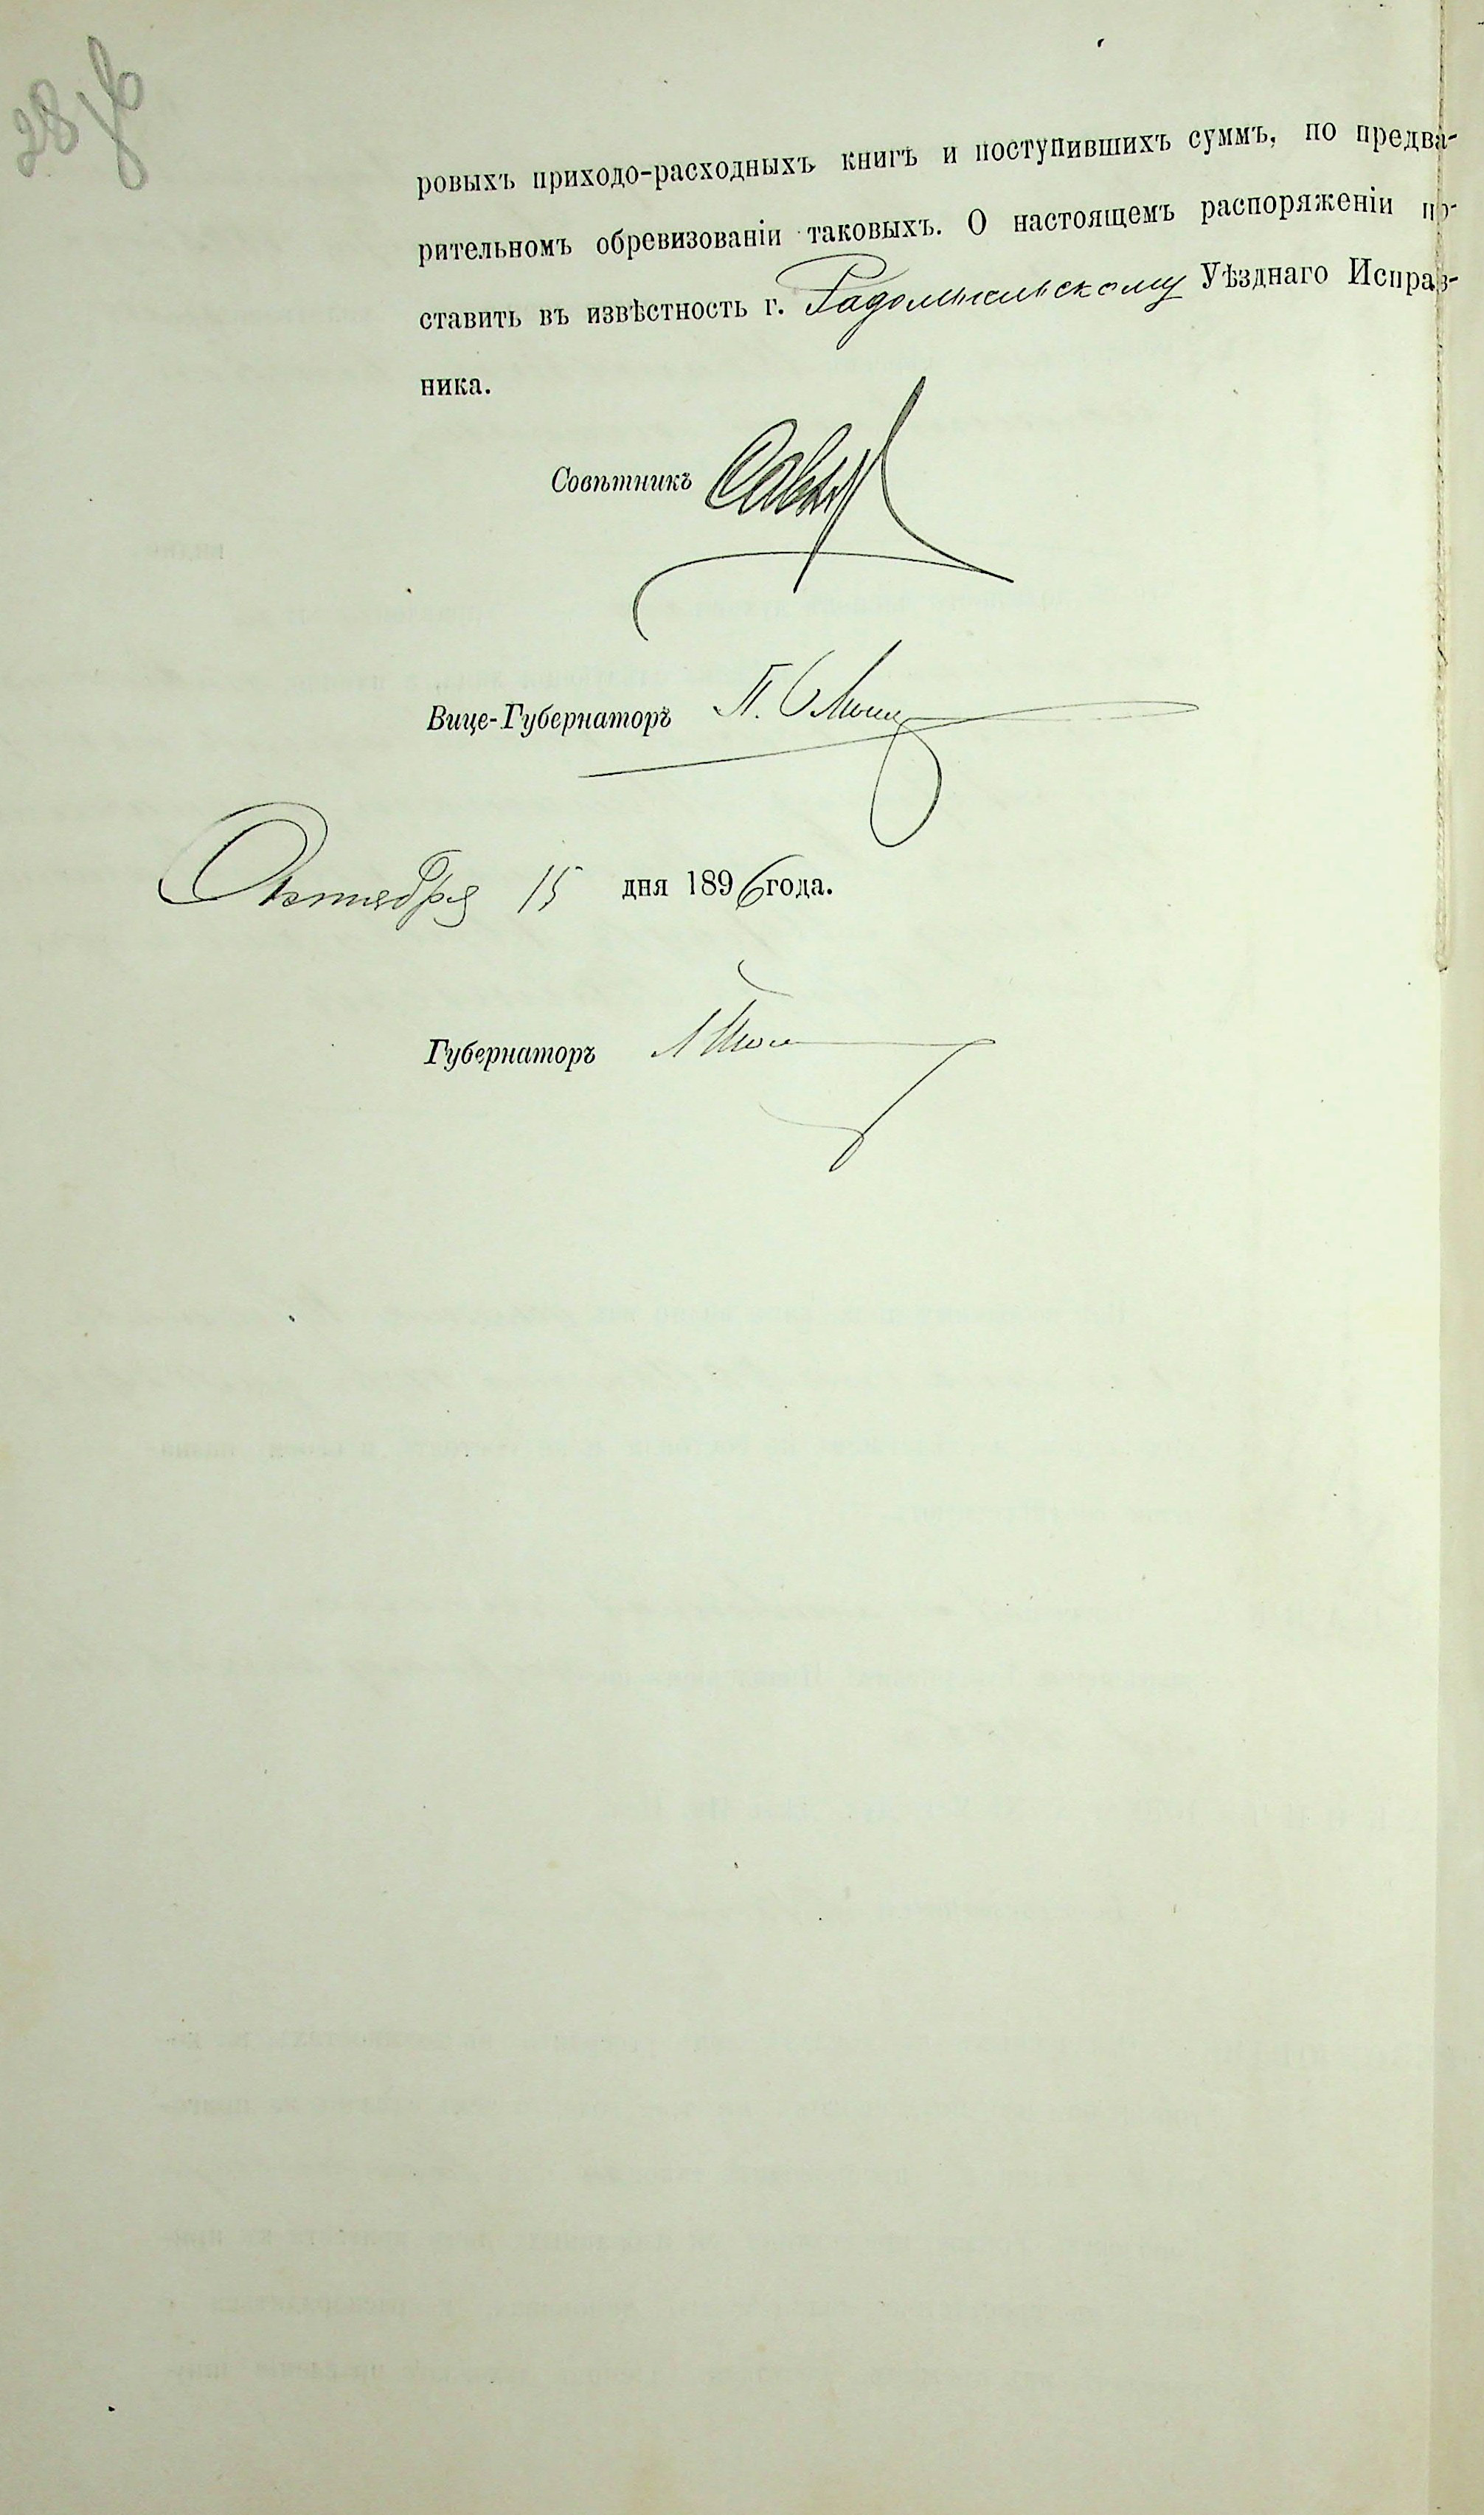 28
ровыхъ приходо-расходныхъ книгъ и поступившихъ суммъ, по предва-
рительномъ обревизованіи таковыхъ. О настоящемъ распоряженіи по-
ставить въ извѣстность г. Радомысльскому Уѣзднаго Исправ-
ника.
Совѣтникъ
Вице-Губернаторъ П.
Октября 15 дня 1896 года.
Губернаторъ